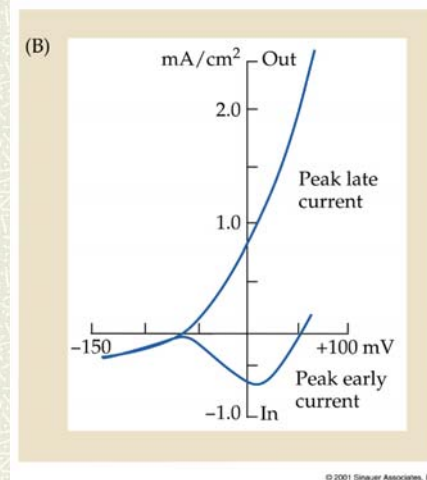 (B)
mA/cm² Out
2.0
Peak late
current
1.0
−150
+100 mV
Peak early
current
−1.0 In
© 2001 Sinauer Associates, I